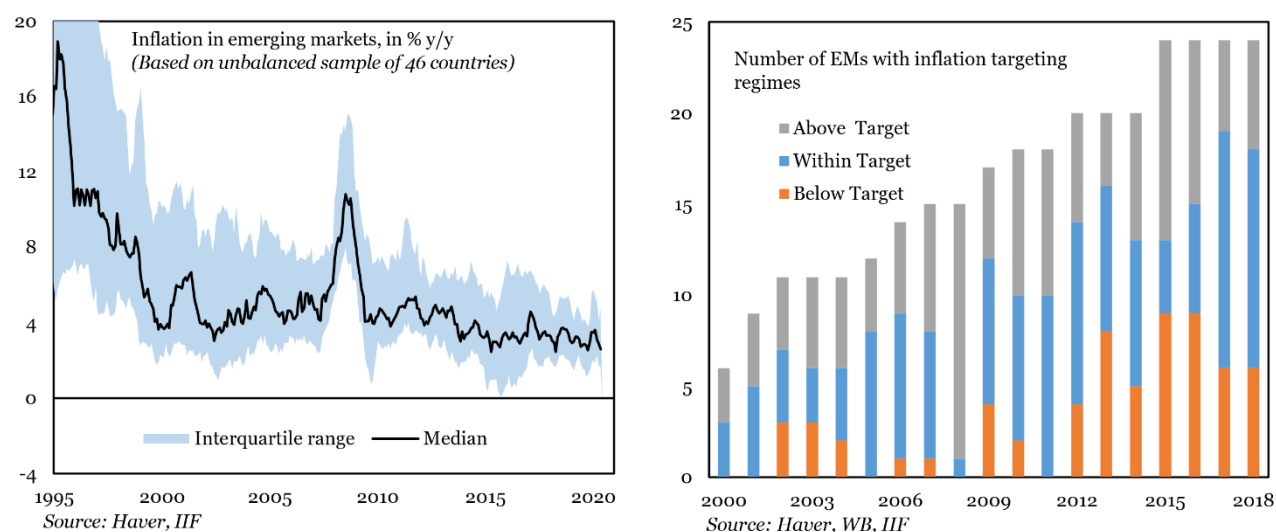 Inflation in emerging markets, in % y/y
(Based on unbalanced sample of 46 countries)
20
16
12
8
4
0
-4
Interquartile range
Median
1995 2000 2005 2010 2015 2020
Source: Haver, IIF
Number of EMs with inflation targeting
regimes
Above Target
Within Target
Below Target
25
20
15
10
5
0
2000 2003 2006 2009 2012 2015 2018
Source: Haver, WB, IIF